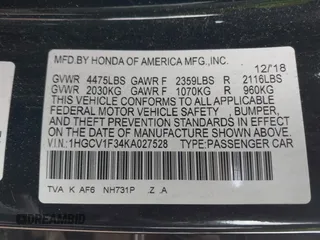 MFD.BY HONDA OF AMERICA MFG.,INC. 12/18
GVWR 4475LBS GAWR F 2359LBS R 2116LBS
GVWR 2030KG GAWR F 1070KG R 960KG
THIS VEHICLE CONFORMS TO ALL APPLICABLE
FEDERAL MOTOR VEHICLE SAFETY, BUMPER,
AND THEFT PREVENTION STANDARDS IN EFFECT
ON THE DATE OF MANUFACTURE SHOWN ABOVE.
V.I.N:1HGCV1F34KA027528 TYPE:PASSENGER CAR
TVA K AF6 NH731P .Z .A
DREAMBID